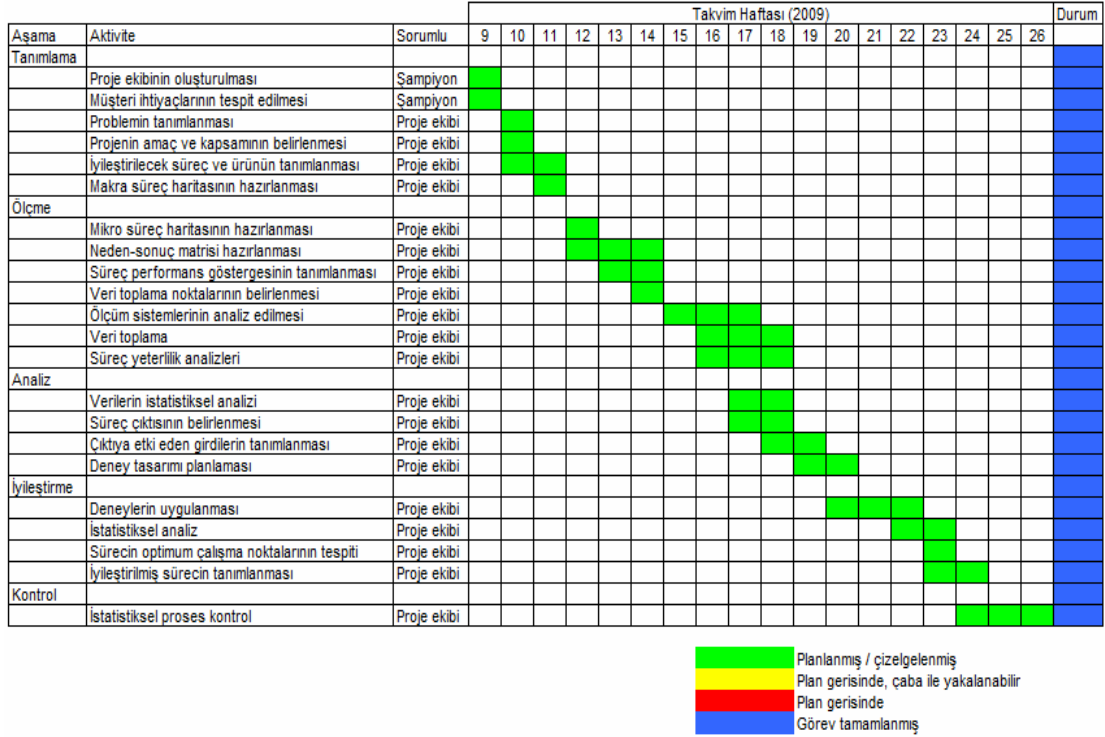 Takvim Haftası (2009) Durum
Aşama Aktivite Sorumlu 9 10 11 12 13 14 15 16 17 18 19 20 21 22 23 24 25 26
Tanımlama
Proje ekibinin oluşturulması Şampiyon
Müşteri ihtiyaçlarının tespit edilmesi Şampiyon
Problemin tanımlanması Proje ekibi
Projenin amaç ve kapsamının belirlenmesi Proje ekibi
İyileştirilecek süreç ve ürünün tanımlanması Proje ekibi
Makra süreç haritasının hazırlanması Proje ekibi
Ölçme
Mikro süreç haritasının hazırlanması Proje ekibi
Neden-sonuç matrisi hazırlanması Proje ekibi
Süreç performans göstergesinin tanımlanması Proje ekibi
Veri toplama noktalarının belirlenmesi Proje ekibi
Ölçüm sistemlerinin analiz edilmesi Proje ekibi
Veri toplama Proje ekibi
Süreç yeterlilik analizleri Proje ekibi
Analiz
Verilerin istatistiksel analizi Proje ekibi
Süreç çıktısının belirlenmesi Proje ekibi
Çıktıya etki eden girdilerin tanımlanması Proje ekibi
Deney tasarımı planlaması Proje ekibi
İyileştirme
Deneylerin uygulanması Proje ekibi
İstatistiksel analiz Proje ekibi
Sürecin optimum çalışma noktalarının tespiti Proje ekibi
İyileştirilmiş sürecin tanımlanması Proje ekibi
Kontrol
İstatistiksel proses kontrol Proje ekibi
Planlanmış / çizelgelenmiş
Plan gerisinde, çaba ile yakalanabilir
Plan gerisinde
Görev tamamlanmış